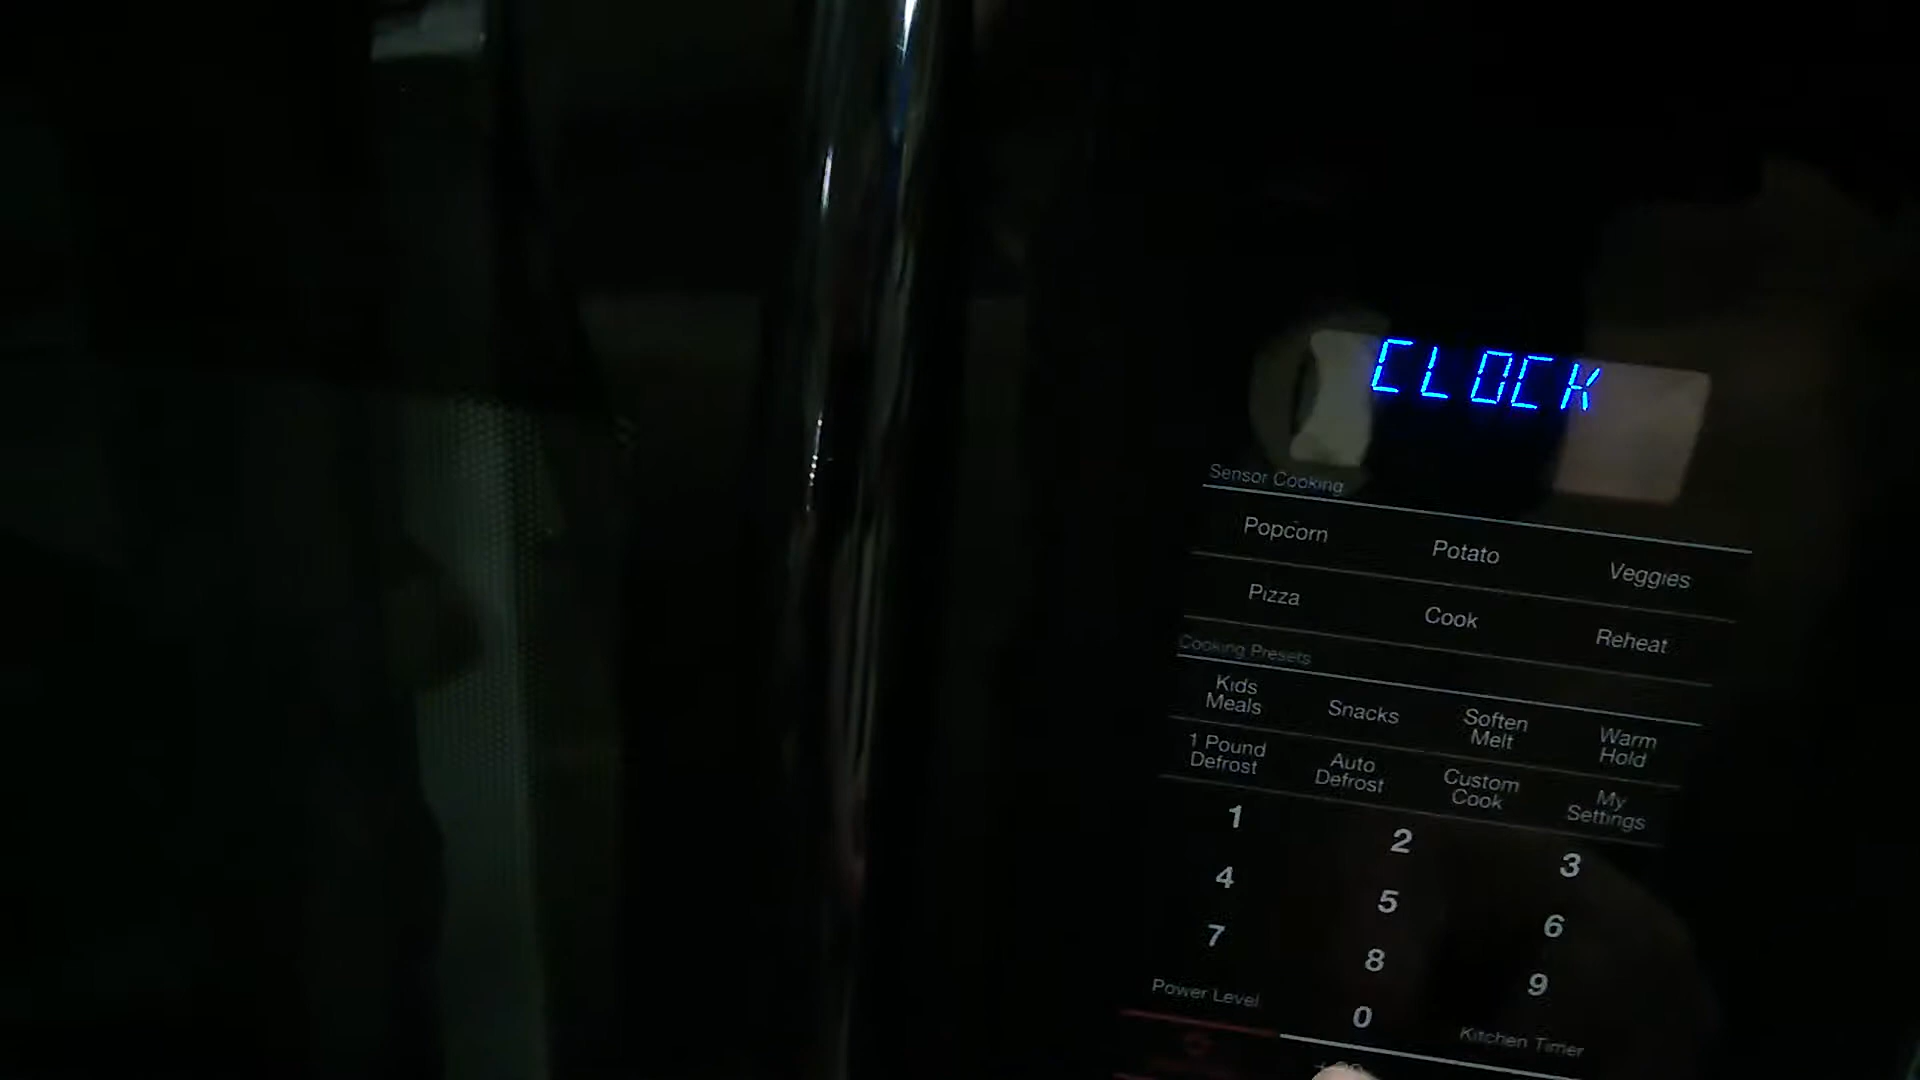 CLOCK
Sensor Cooking
Popcorn Potato Veggies
Pizza Cook Reheat
Cooking Presets
Kids Meals Snacks Soften Melt Warm Hold
1 Pound Defrost Auto Defrost Custom Cook My Settings
1 2 3
4 5 6
7 8 9
Power Level 0 Kitchen Timer